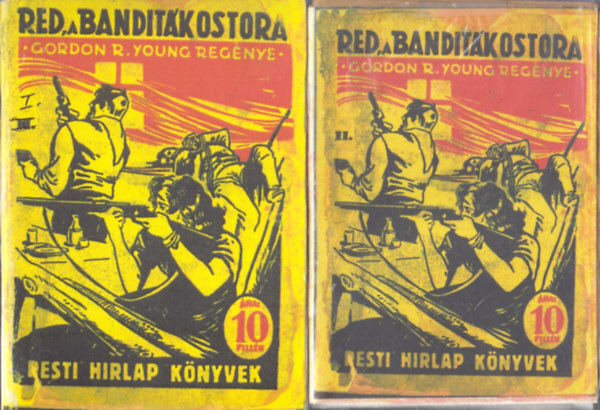 RED, A BANDITÁK OSTORA
· GORDON R. YOUNG REGÉNYE ·
I.
ÁRA:
10
FILLÉR
PESTI HIRLAP KÖNYVEK
RED, A BANDITÁK OSTORA
· GORDON R. YOUNG REGÉNYE ·
II.
ÁRA:
10
FILLÉR
PESTI HIRLAP KÖNYVEK